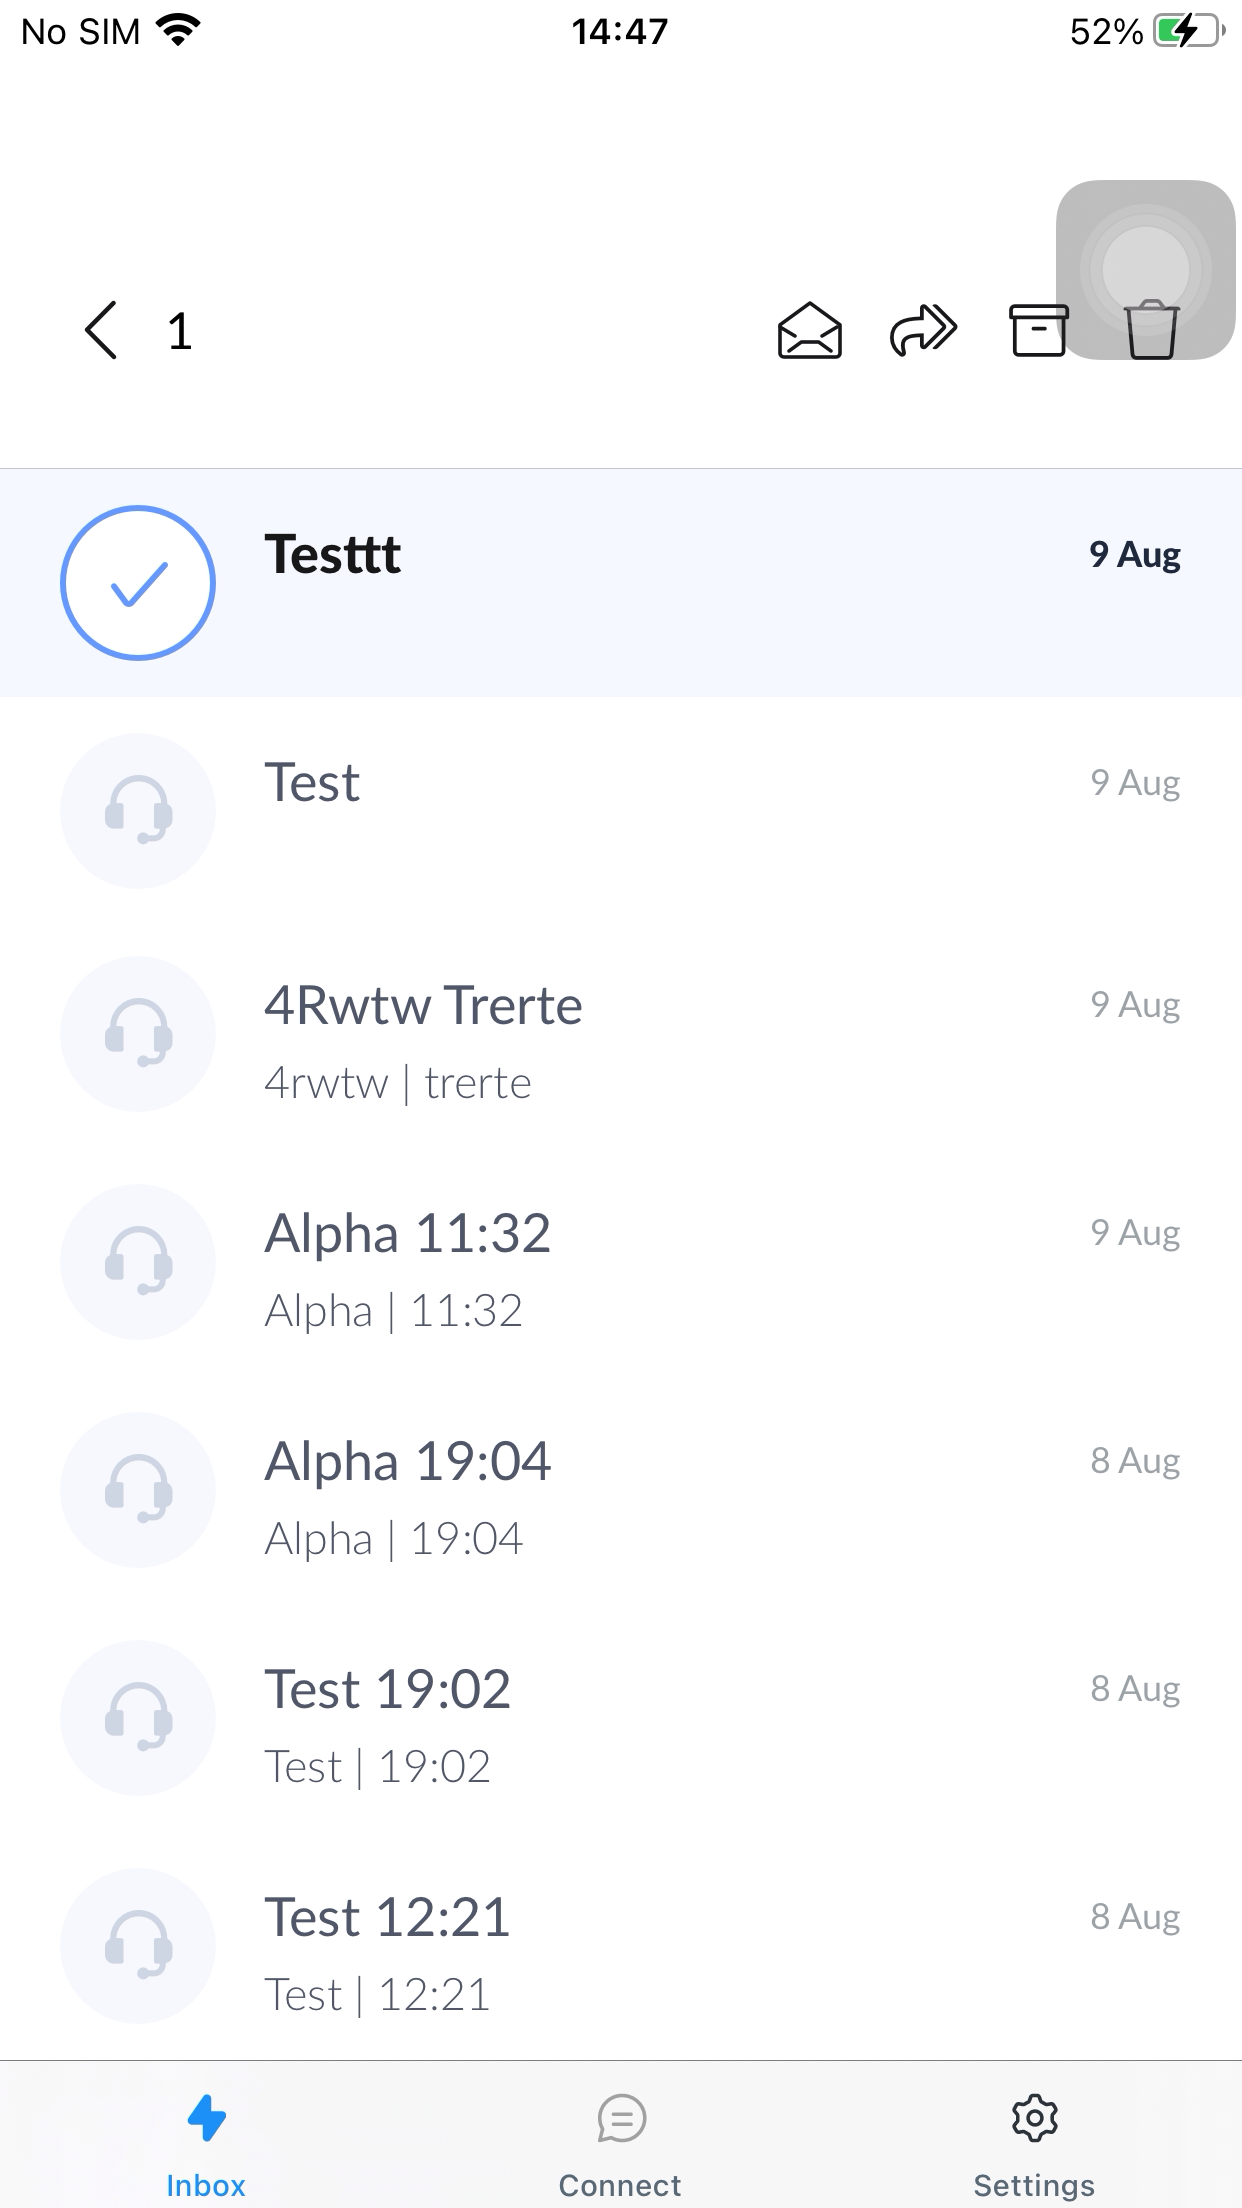 No SIM 14:47 52%
1
Testtt 9 Aug
Test 9 Aug
4Rwtw Trerte 9 Aug
4rwtw | trerte
Alpha 11:32 9 Aug
Alpha | 11:32
Alpha 19:04 8 Aug
Alpha | 19:04
Test 19:02 8 Aug
Test | 19:02
Test 12:21 8 Aug
Test | 12:21
Inbox Connect Settings